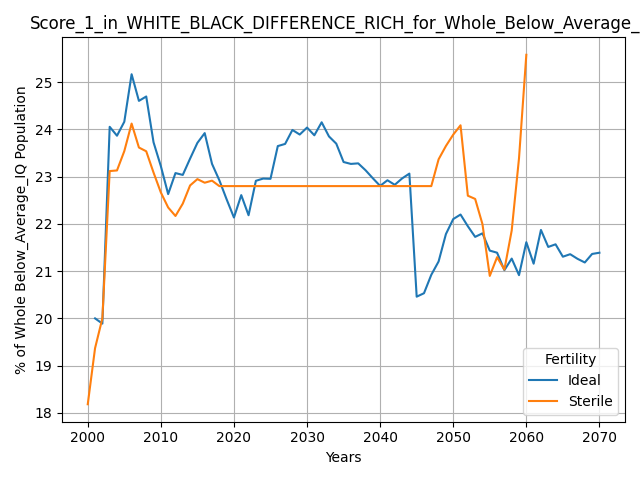 Score_1_in_WHITE_BLACK_DIFFERENCE_RICH_for_Whole_Below_Average_
% of Whole Below_Average_IQ Population
25
24
23
22
21
20
19
18
2000
2010
2020
2030
2040
2050
2060
2070
Years
Fertility
Ideal
Sterile